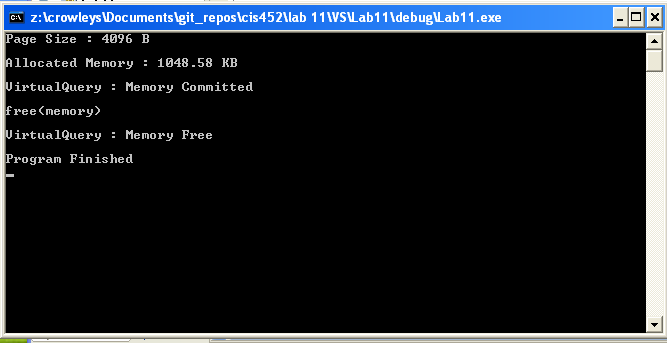 z:\crowleys\Documents\git_repos\cis452\lab 11\VS\Lab11\debug\Lab11.exe
Page Size : 4096 B
Allocated Memory : 1048.58 KB
VirtualQuery : Memory Committed
free(memory)
VirtualQuery : Memory Free
Program Finished